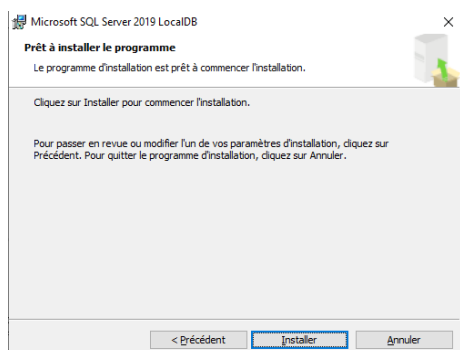 Microsoft SQL Server 2019 LocalDB
Prêt à installer le programme
Le programme d'installation est prêt à commencer l'installation.
Cliquez sur Installer pour commencer l'installation.
Pour passer en revue ou modifier l'un de vos paramètres d'installation, cliquez sur
Précédent. Pour quitter le programme d'installation, cliquez sur Annuler.
< Précédent Installer Annuler